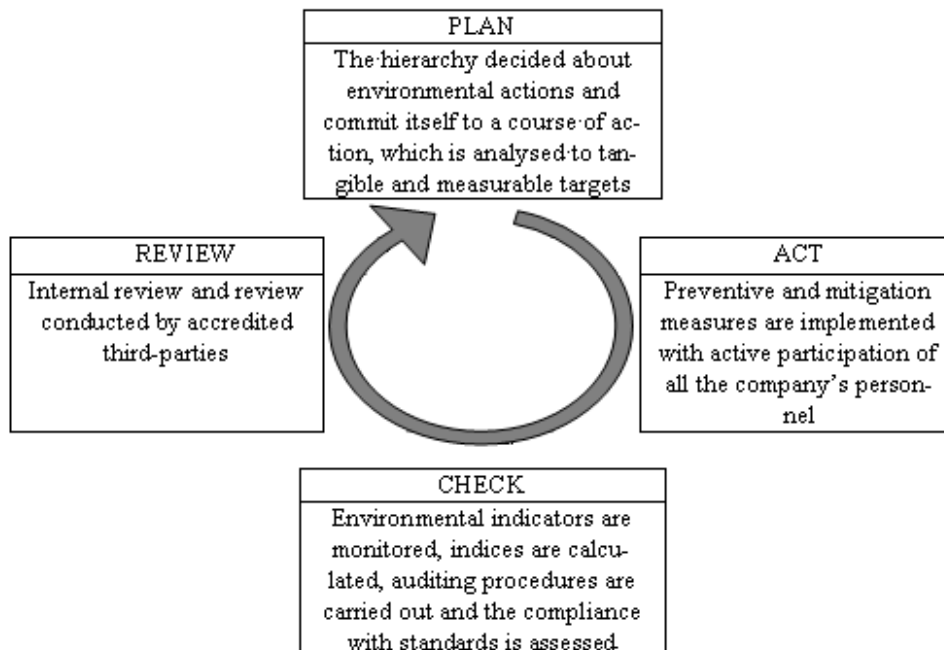 PLAN
The hierarchy decided about
environmental actions and
commit itself to a course of ac-
tion, which is analysed to tan-
gible and measurable targets
REVIEW
Internal review and review
conducted by accredited
third-parties
ACT
Preventive and mitigation
measures are implemented
with active participation of
all the company's person-
nel
CHECK
Environmental indicators are
monitored, indices are calcu-
lated, auditing procedures are
carried out and the compliance
with standards is assessed